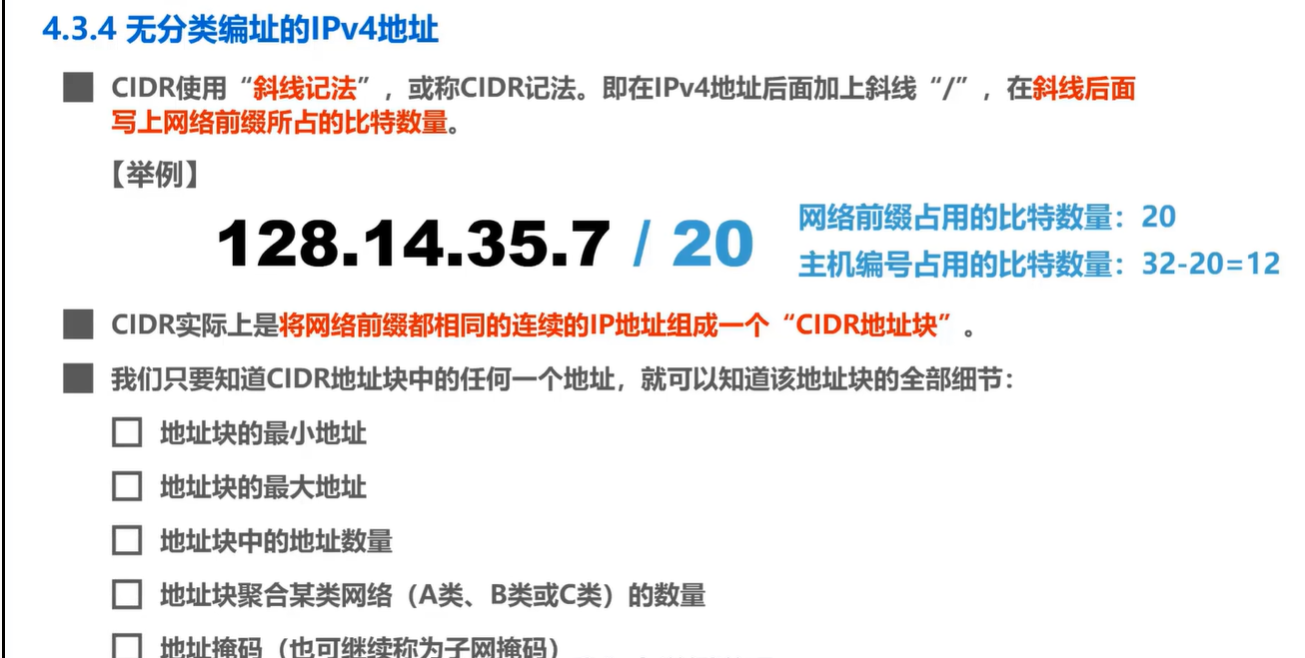 4.3.4 无分类编址的IPv4地址
CIDR使用“斜线记法”，或称CIDR记法。即在IPv4地址后面加上斜线“/”，在斜线后面
写上网络前缀所占的比特数量。
【举例】
128.14.35.7 / 20
网络前缀占用的比特数量：20
主机编号占用的比特数量：32-20=12
CIDR实际上是将网络前缀都相同的连续的IP地址组成一个“CIDR地址块”。
我们只要知道CIDR地址块中的任何一个地址，就可以知道该地址块的全部细节：
地址块的最小地址
地址块的最大地址
地址块中的地址数量
地址块聚合某类网络（A类、B类或C类）的数量
地址掩码（也可继续称为子网掩码）